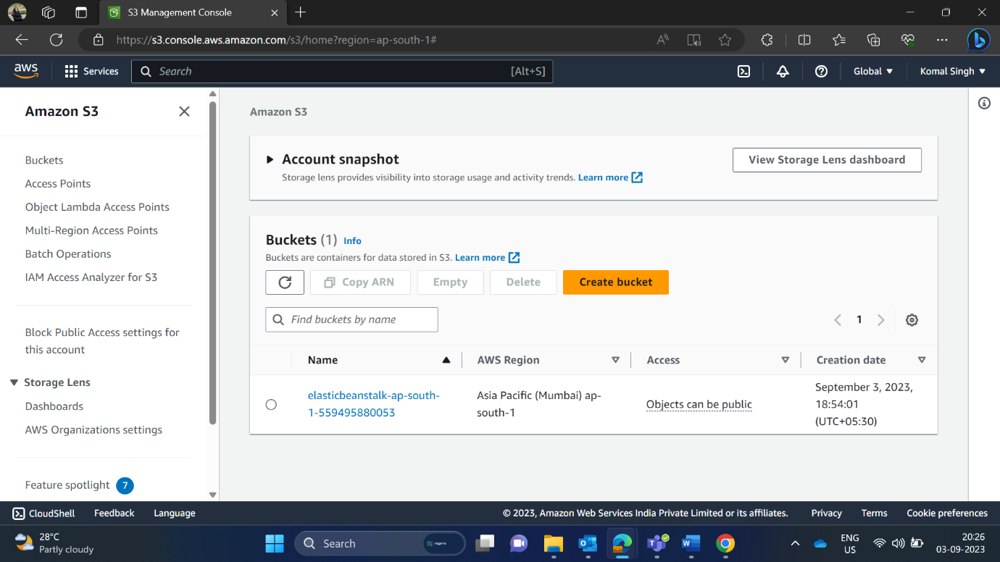 S3 Management Console
https://s3.console.aws.amazon.com/s3/home?region=ap-south-1#
aws
Services
Search
[Alt+S]
Global
Komal Singh
Amazon S3
Buckets
Access Points
Object Lambda Access Points
Multi-Region Access Points
Batch Operations
IAM Access Analyzer for S3
Block Public Access settings for
this account
Storage Lens
Dashboards
AWS Organizations settings
Feature spotlight 7
Amazon S3
Account snapshot
Storage lens provides visibility into storage usage and activity trends. Learn more
View Storage Lens dashboard
Buckets (1) Info
Buckets are containers for data stored in S3. Learn more
Copy ARN
Empty
Delete
Create bucket
Find buckets by name
1
Name
AWS Region
Access
Creation date
elasticbeanstalk-ap-south-
1-559495880053
Asia Pacific (Mumbai) ap-
south-1
Objects can be public
September 3, 2023,
18:54:01
(UTC+05:30)
CloudShell
Feedback
Language
© 2023, Amazon Web Services India Private Limited or its affiliates.
Privacy
Terms
Cookie preferences
28°C
Partly cloudy
Search
ENG
US
20:26
03-09-2023